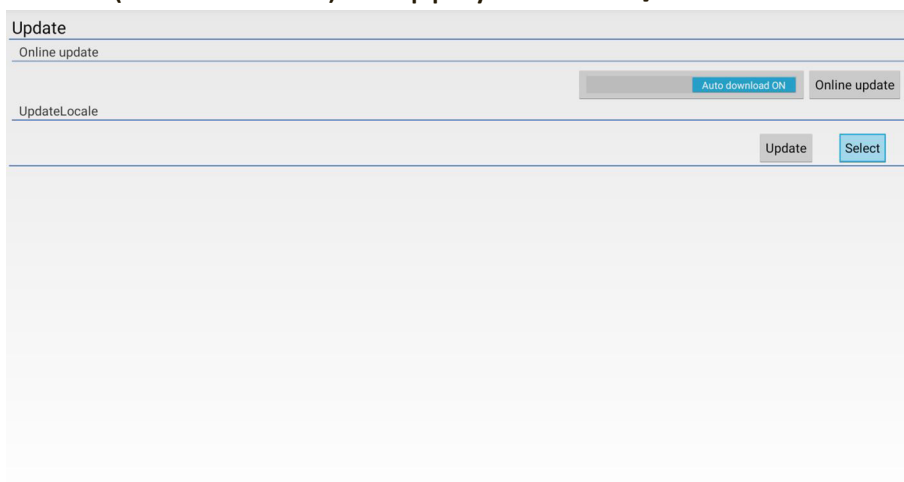 Update
Online update
Auto download ON
Online update
UpdateLocale
Update
Select